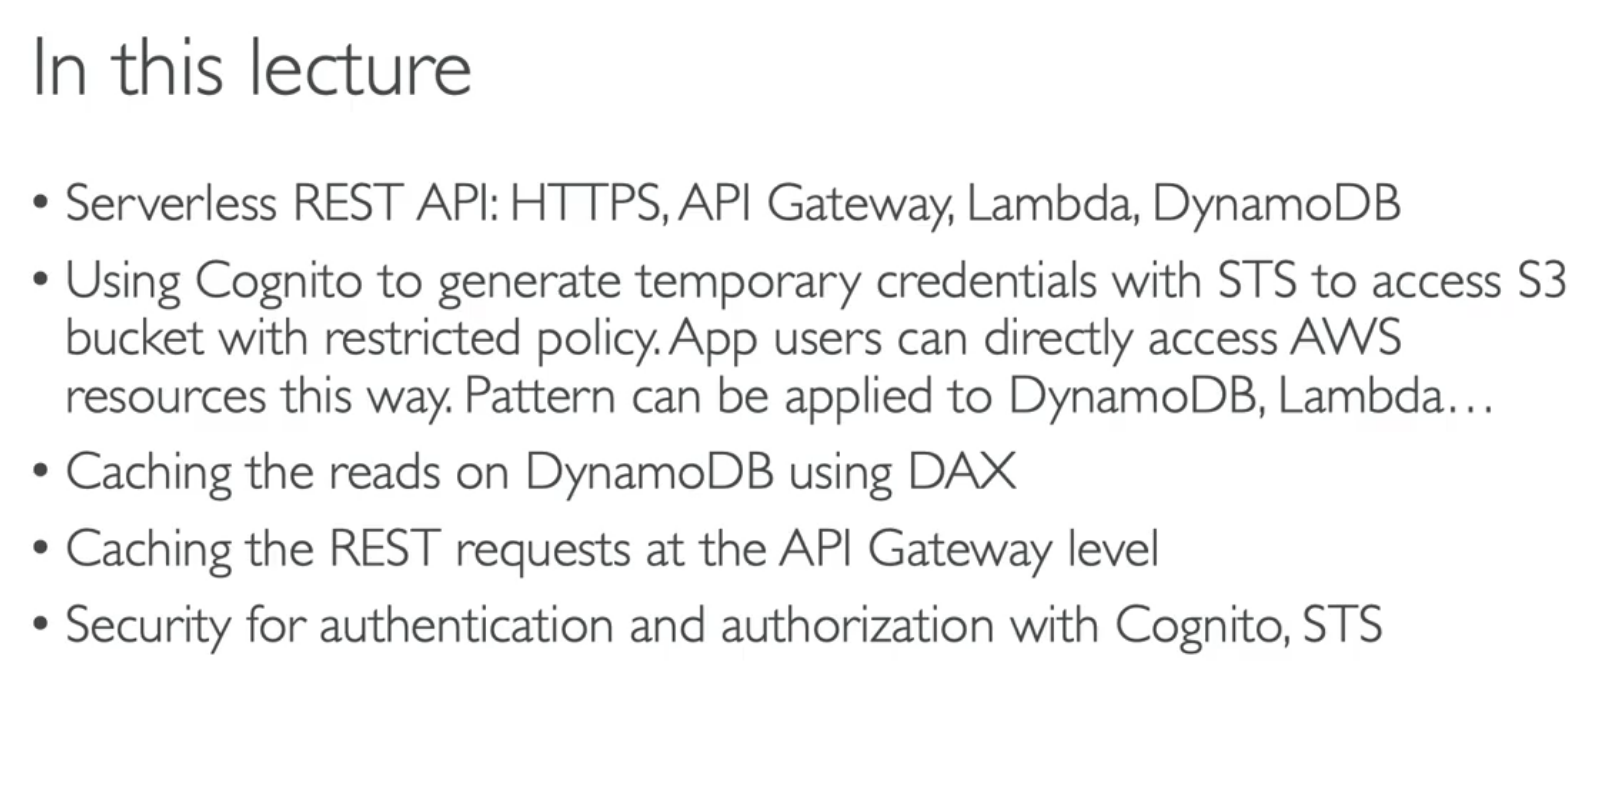 In this lecture
• Serverless REST API: HTTPS, API Gateway, Lambda, DynamoDB
• Using Cognito to generate temporary credentials with STS to access S3
bucket with restricted policy. App users can directly access AWS
resources this way. Pattern can be applied to DynamoDB, Lambda…
• Caching the reads on DynamoDB using DAX
• Caching the REST requests at the API Gateway level
• Security for authentication and authorization with Cognito, STS